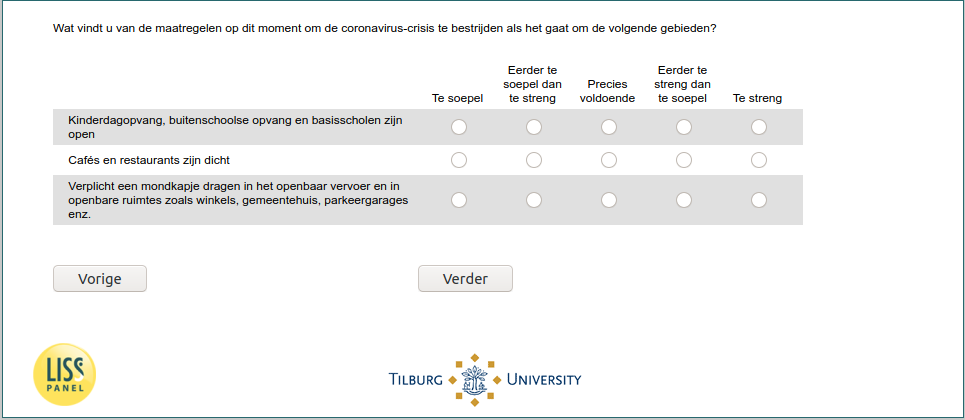 Wat vindt u van de maatregelen op dit moment om de coronavirus-crisis te bestrijden als het gaat om de volgende gebieden?
Te soepel
Eerder te
soepel dan
te streng
Precies
voldoende
Eerder te
streng dan
te soepel
Te streng
Kinderdagopvang, buitenschoolse opvang en basisscholen zijn
open
Cafés en restaurants zijn dicht
Verplicht een mondkapje dragen in het openbaar vervoer en in
openbare ruimtes zoals winkels, gemeentehuis, parkeergarages
enz.
Vorige
Verder
LISS
PANEL
TILBURG UNIVERSITY